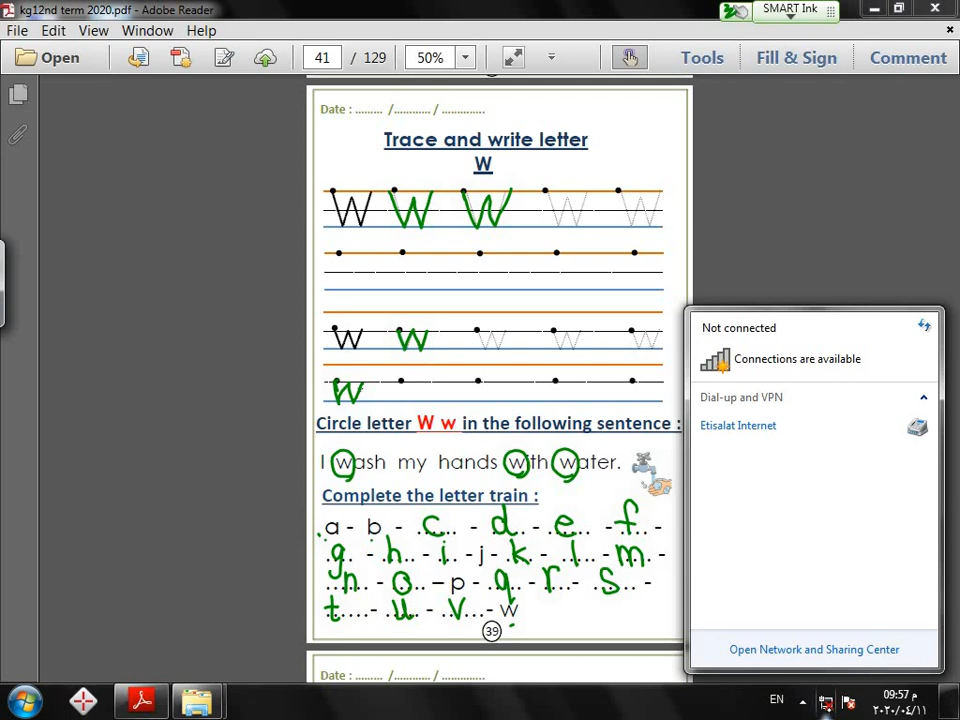 kg12nd term 2020.pdf - Adobe Reader
SMART Ink
File Edit View Window Help
Open 41 / 129 50% Tools Fill & Sign Comment
Date : ......... /............ / ..............
Trace and write letter
W
W W W W W
w w w w w
w
Circle letter W w in the following sentence :
I wash my hands with water.
Complete the letter train :
a - b - c - d - e - f -
g - h - i - j - k - l - m -
n - o - p - q - r - s -
t - u - v - w
39
Date : ......... /............ / ..............
Not connected
Connections are available
Dial-up and VPN
Etisalat Internet
Open Network and Sharing Center
EN
09:57 م
٢٠٢٠/٠٤/١١